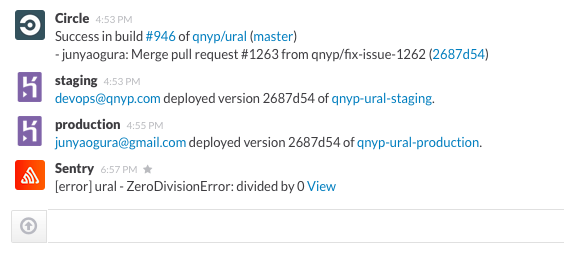 Circle 4:53 PM
Success in build #946 of qnyp/ural (master)
- junyaogura: Merge pull request #1263 from qnyp/fix-issue-1262 (2687d54)
staging 4:53 PM
devops@qnyp.com deployed version 2687d54 of qnyp-ural-staging.
production 4:55 PM
junyaogura@gmail.com deployed version 2687d54 of qnyp-ural-production.
Sentry 6:57 PM
[error] ural - ZeroDivisionError: divided by 0 View